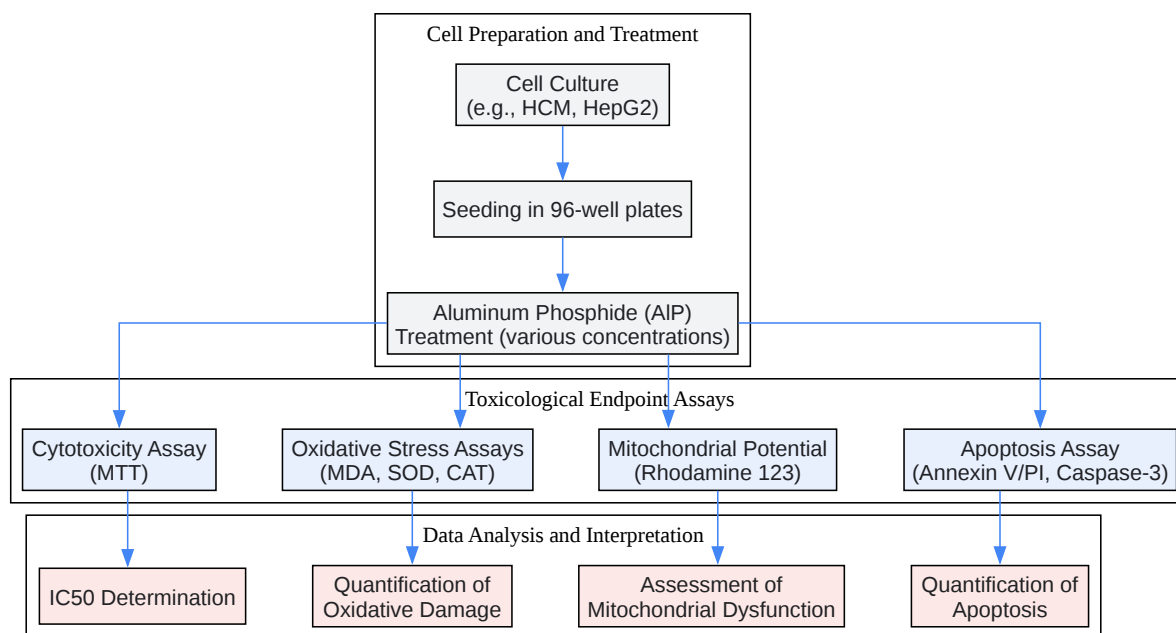 Cell Preparation and Treatment
Cell Culture
(e.g., HCM, HepG2)
Seeding in 96-well plates
Aluminum Phosphide (AlP)
Treatment (various concentrations)
Toxicological Endpoint Assays
Cytotoxicity Assay
(MTT)
Oxidative Stress Assays
(MDA, SOD, CAT)
Mitochondrial Potential
(Rhodamine 123)
Apoptosis Assay
(Annexin V/PI, Caspase-3)
Data Analysis and Interpretation
IC50 Determination
Quantification of
Oxidative Damage
Assessment of
Mitochondrial Dysfunction
Quantification of
Apoptosis